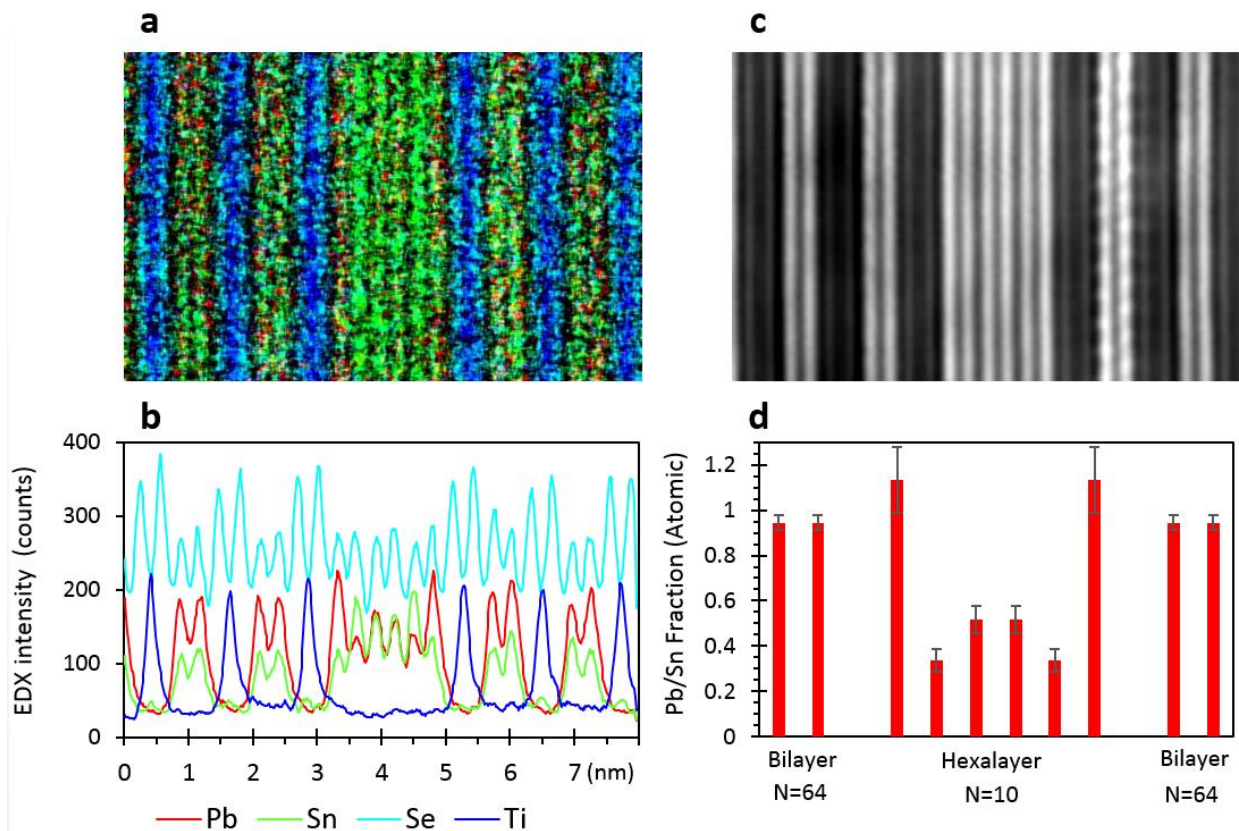 a
c
b
EDX intensity (counts)
400
300
200
100
0
0 1 2 3 4 5 6 7 (nm)
Pb Sn Se Ti
d
Pb/Sn Fraction (Atomic)
1.2
1
0.8
0.6
0.4
0.2
0
Bilayer Hexalayer Bilayer
N=64 N=10 N=64